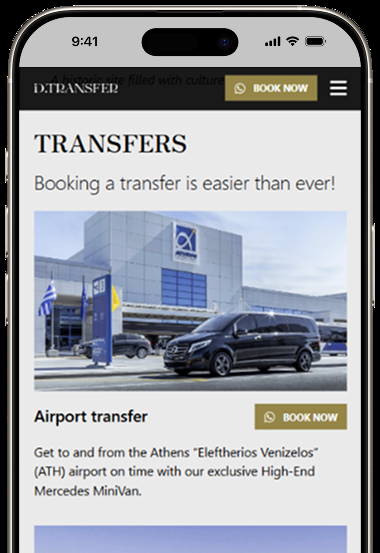 9:41
A historic site filled with culture
D.TRANSFER
BOOK NOW
TRANSFERS
Booking a transfer is easier than ever!
Airport transfer
BOOK NOW
Get to and from the Athens “Eleftherios Venizelos”
(ATH) airport on time with our exclusive High-End
Mercedes MiniVan.